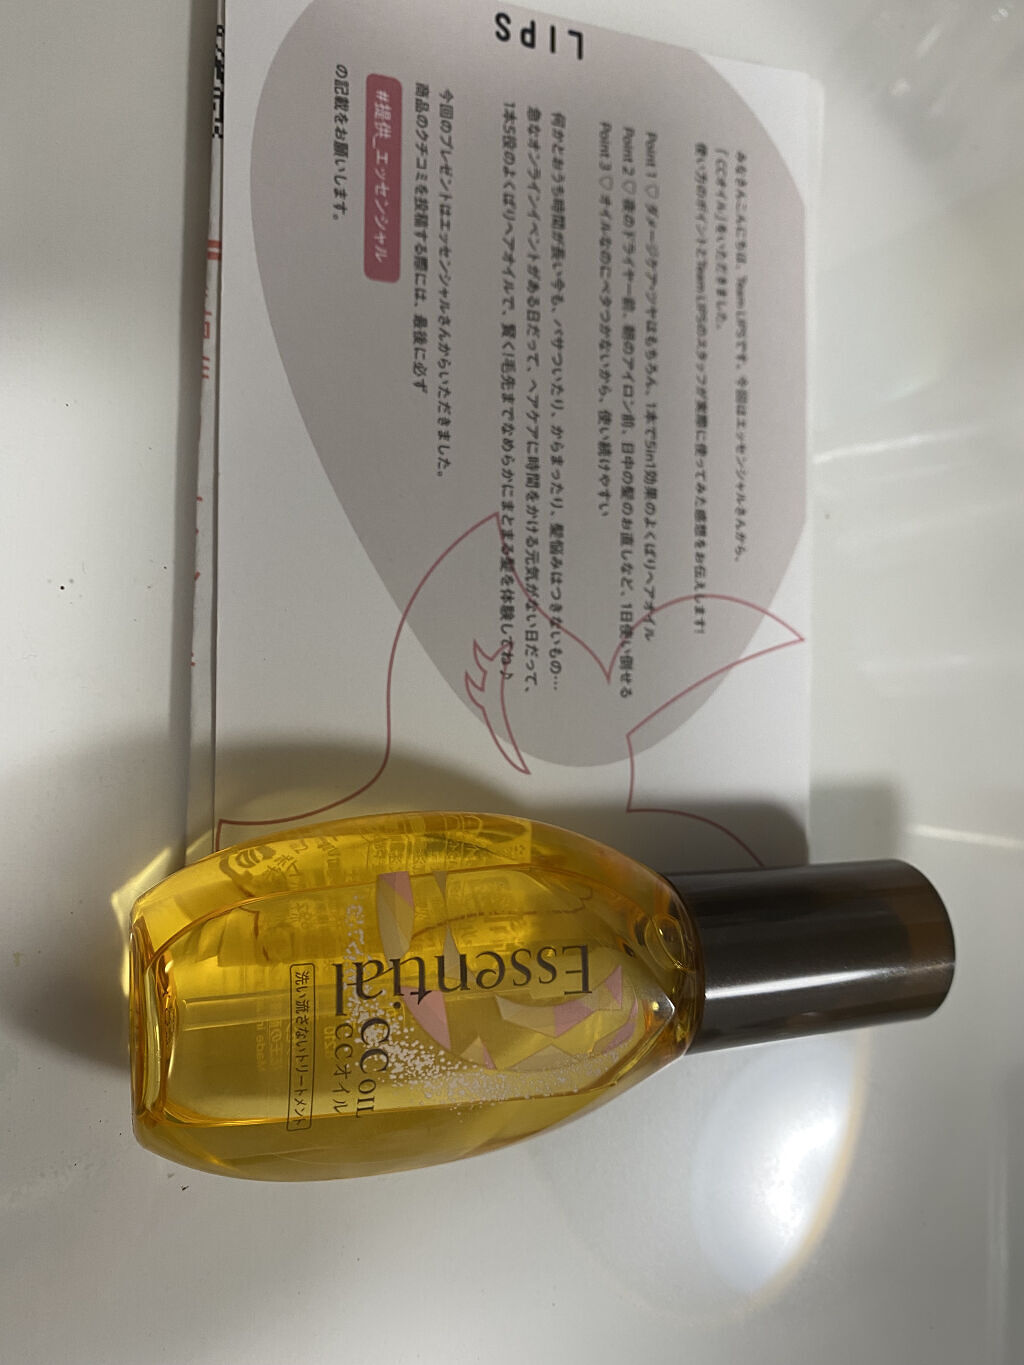 LIPS
みなさんこんにちは、Team LIPSです。今回はエッセンシャルさんから、
「CCオイル」をいただきました。
使い方のポイントとTeam LIPSのスタッフが実際に使ってみた感想をお伝えします!
Point 1 ♡ ダメージケア・ツヤはもちろん、1本で5in1効果のよくばりヘアオイル
Point 2 ♡ 夜のドライヤー前、朝のアイロン前、日中の髪のお直しなど、1日使い倒せる
Point 3 ♡ オイルなのにベタつかないから、使い続けやすい
何かとおうち時間が長い今も、パサついたり、からまったり、髪悩みはつきないもの…
急なオンラインイベントがある日だって、ヘアケアに時間をかける元気がない日だって、
1本5役のよくばりヘアオイルで、賢く!毛先までなめらかにまとまる髪を体験してね♪
今回のプレゼントはエッセンシャルさんからいただきました。
商品のクチコミを投稿する際には、最後に必ず
#提供_エッセンシャル
の記載をお願いします。
Essential
CC OIL
CCオイル
洗い流さないトリートメント